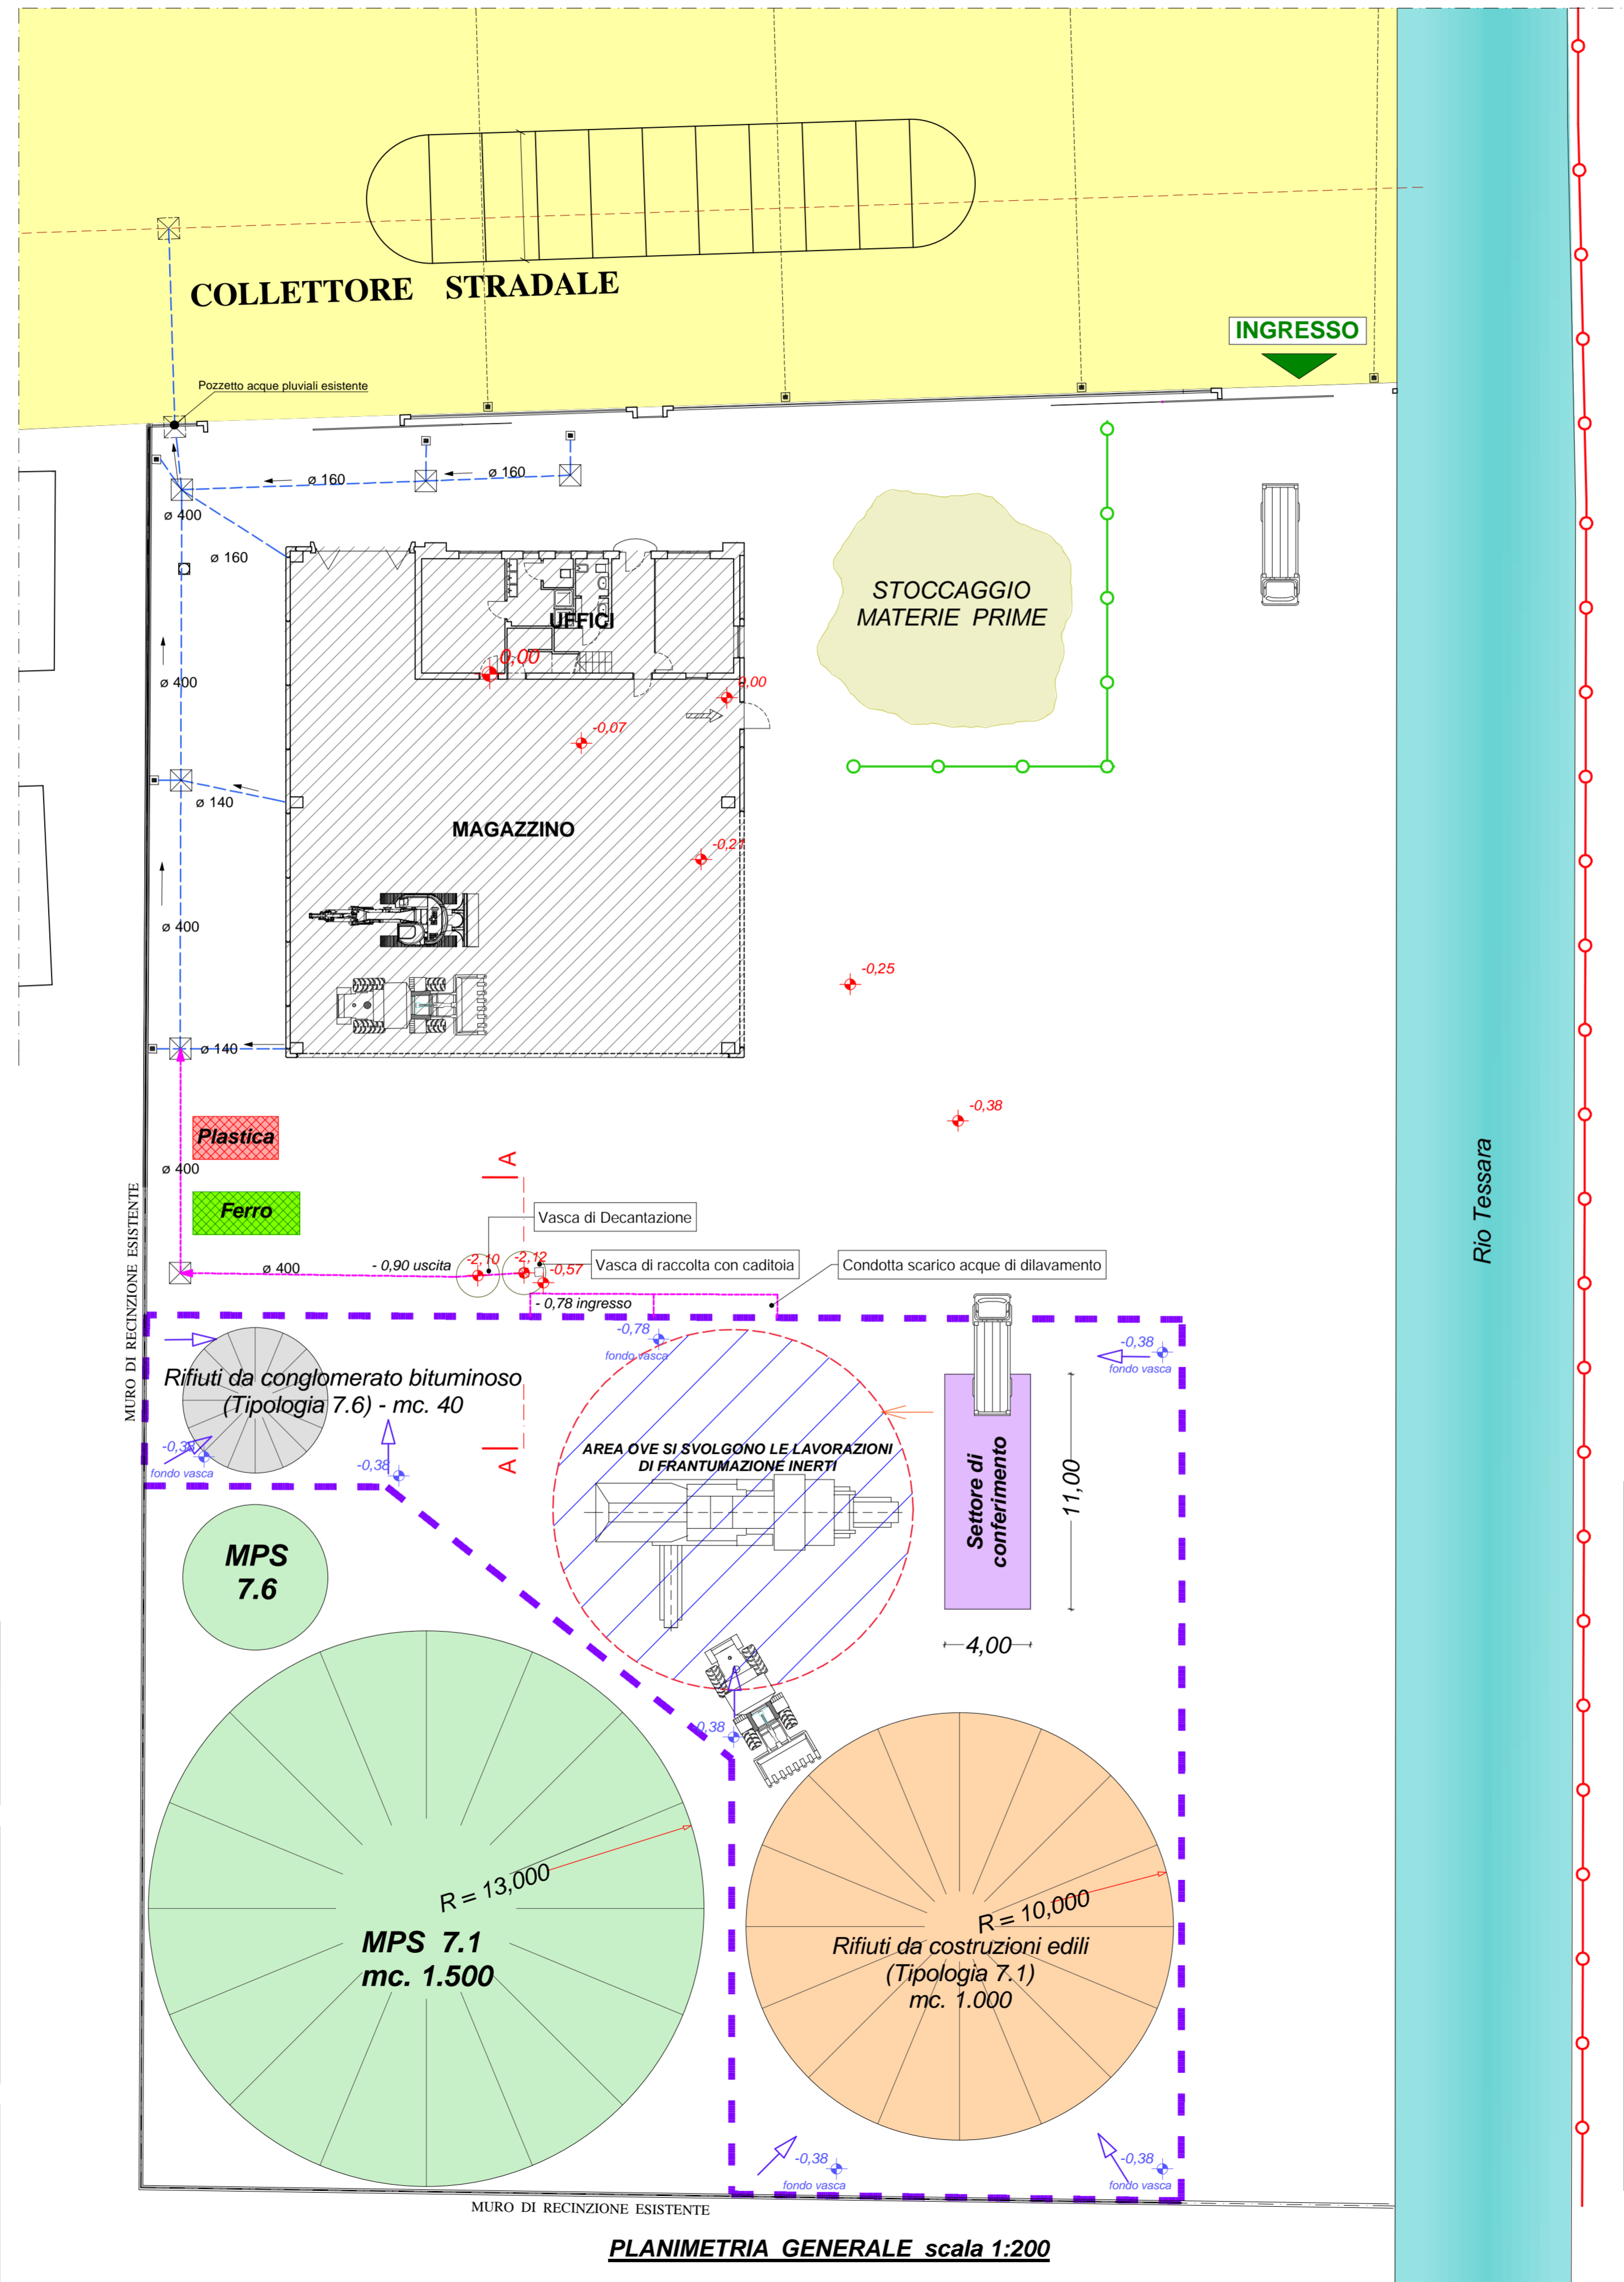 COLLETTORE STRADALE
INGRESSO
Pozzetto acque pluviali esistente
ø 160
ø 160
ø 400
ø 160
STOCCAGGIO
MATERIE PRIME
UFFICI
0,00
ø 400
0,00
-0,07
ø 140
MAGAZZINO
-0,21
ø 400
-0,25
ø 140
-0,38
Plastica
A
ø 400
Ferro
MURO DI RECINZIONE ESISTENTE
Rio Tessara
Vasca di Decantazione
- 0,90 uscita
-2,10
-2,12
-0,57
Vasca di raccolta con caditoia
Condotta scarico acque di dilavamento
ø 400
- 0,78 ingresso
-0,78
fondo vasca
-0,38
fondo vasca
Rifiuti da conglomerato bituminoso
(Tipologia 7.6) - mc. 40
-0,38
fondo vasca
-0,38
A
AREA OVE SI SVOLGONO LE LAVORAZIONI
DI FRANTUMAZIONE INERTI
Settore di
conferimento
11,00
4,00
MPS
7.6
-0,38
R = 13,000
MPS 7.1
mc. 1.500
R = 10,000
Rifiuti da costruzioni edili
(Tipologia 7.1)
mc. 1.000
-0,38
fondo vasca
-0,38
fondo vasca
MURO DI RECINZIONE ESISTENTE
PLANIMETRIA GENERALE scala 1:200